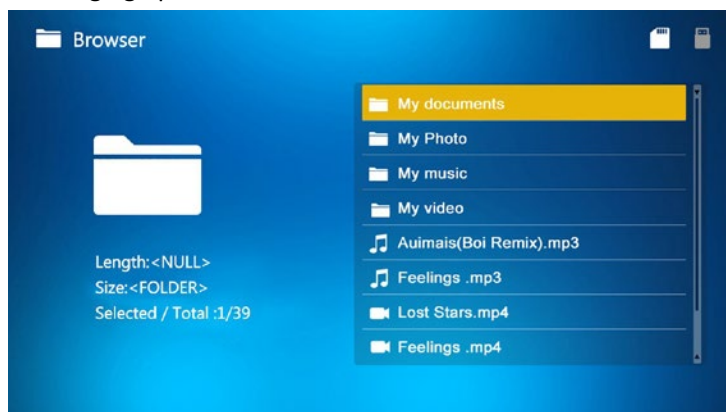 Browser
My documents
My Photo
My music
My video
Auimais(Boi Remix).mp3
Feelings .mp3
Lost Stars.mp4
Feelings .mp4
Length:<NULL>
Size:<FOLDER>
Selected / Total :1/39